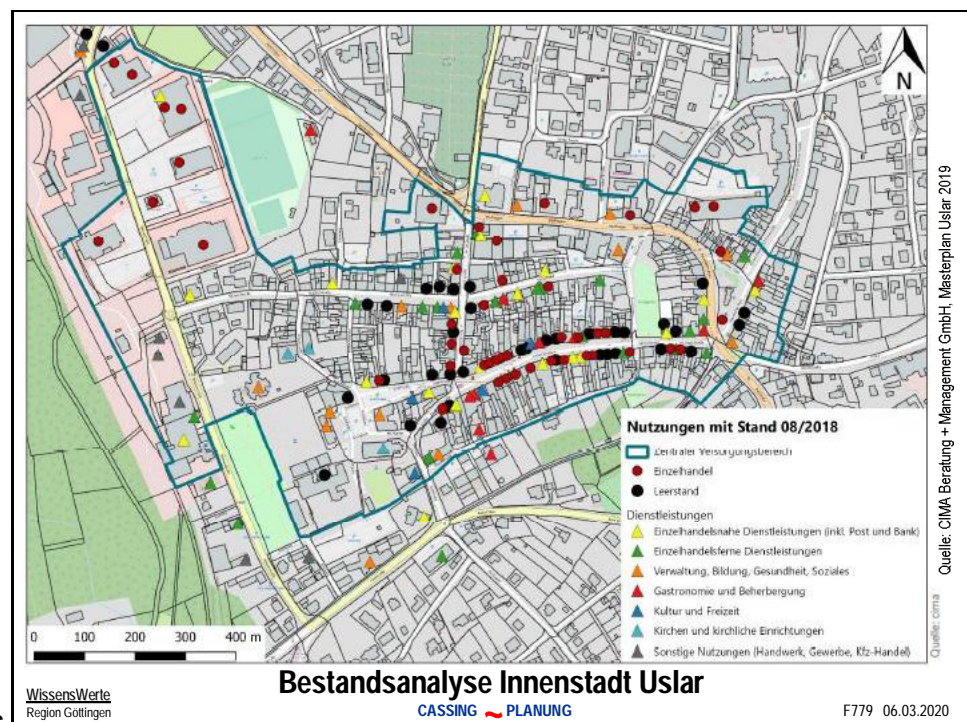 N
Nutzungen mit Stand 08/2018
Zentraler Versorgungsbereich
Einzelhandel
Leerstand
Dienstleistungen
Einzelhandelsnahe Dienstleistungen (inkl. Post und Bank)
Einzelhandelsferne Dienstleistungen
Verwaltung, Bildung, Gesundheit, Soziales
Gastronomie und Beherbergung
Kultur und Freizeit
Kirchen und kirchliche Einrichtungen
Sonstige Nutzungen (Handwerk, Gewerbe, Kfz-Handel)
0 100 200 300 400 m
Quelle: CIMA Beratung + Management GmbH, Masterplan Uslar 2019
Quelle: cima
Bestandsanalyse Innenstadt Uslar
WissensWerte
Region Göttingen
CASSING ~ PLANUNG
F779 06.03.2020